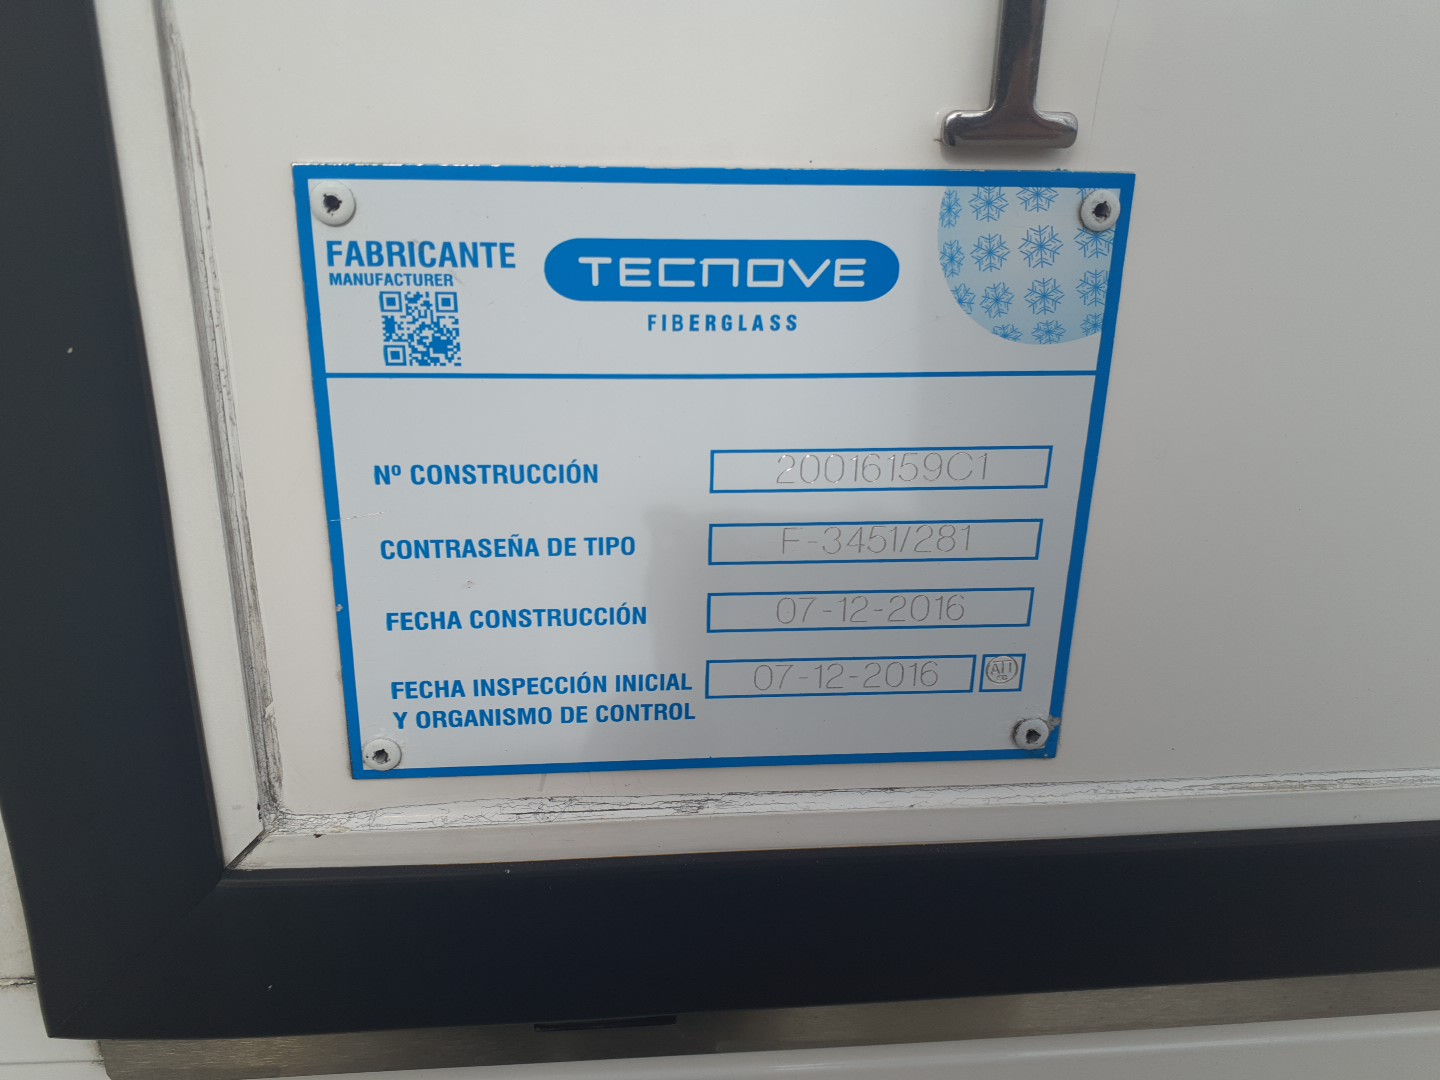 FABRICANTE
MANUFACTURER
TECNOVE
FIBERGLASS
Nº CONSTRUCCIÓN 20016159C1
CONTRASEÑA DE TIPO F-3451/281
FECHA CONSTRUCCIÓN 07-12-2016
FECHA INSPECCIÓN INICIAL 07-12-2016
Y ORGANISMO DE CONTROL